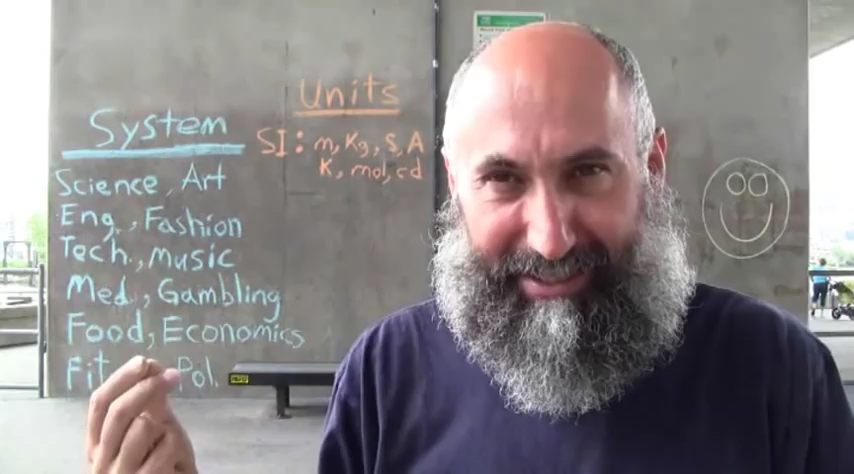 System
Science, Art
Eng., Fashion
Tech., Music
Med., Gambling
Food, Economics
Fit Pol.
Units
SI: m, Kg, s, A
K, mol, cd